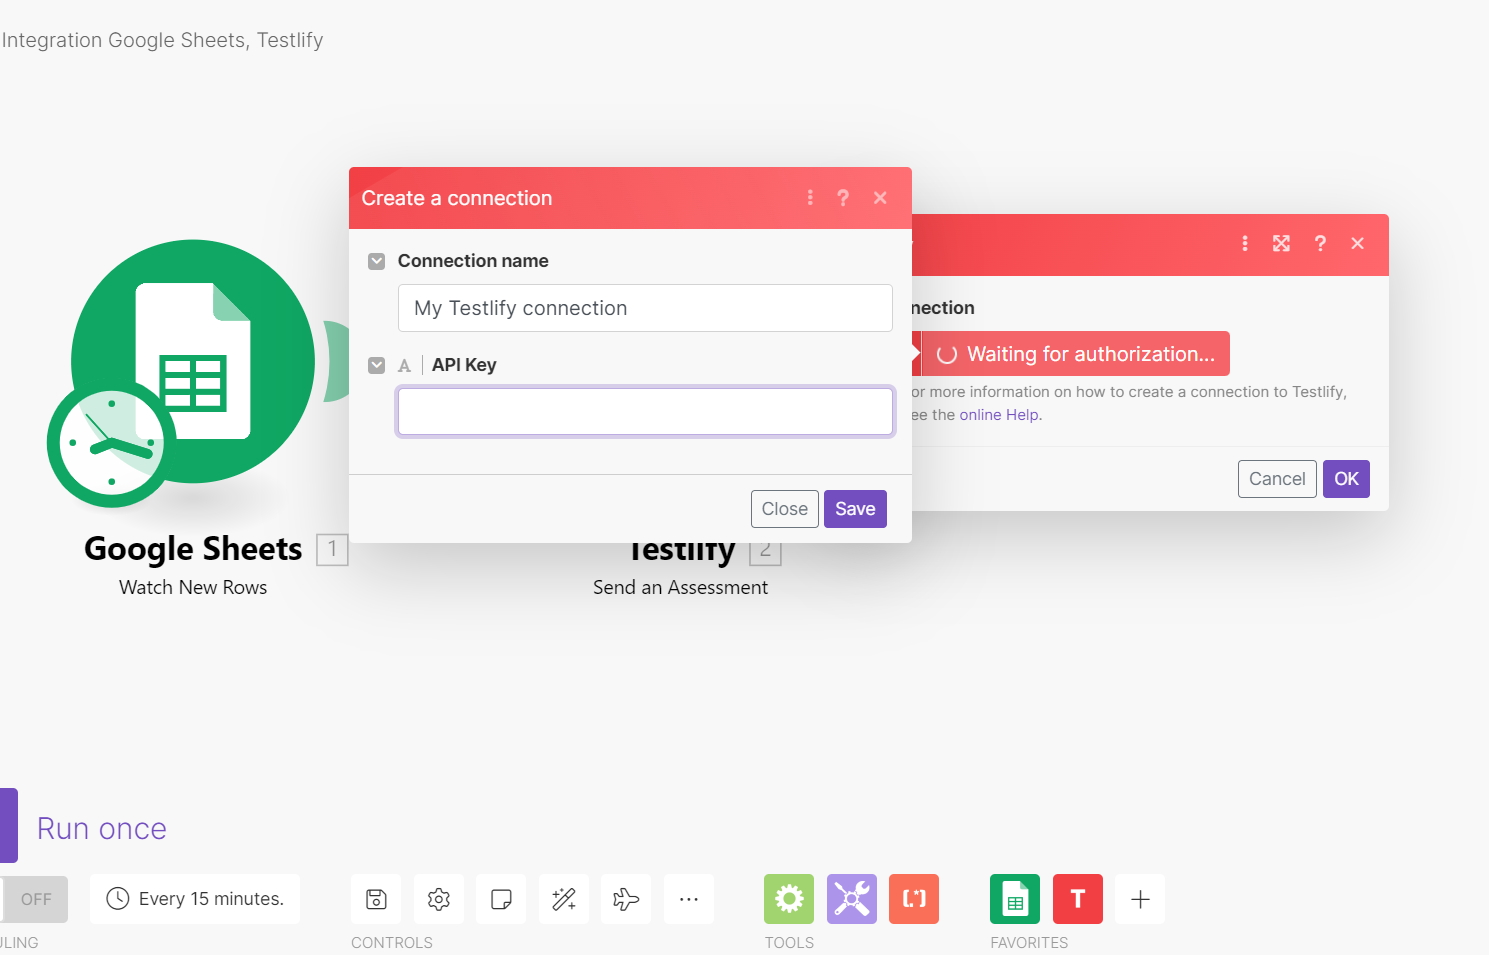 Integration Google Sheets, Testlify
Create a connection
?
Connection name
My Testlify connection
A | API Key
Close
Save
?
nnection
Waiting for authorization...
or more information on how to create a connection to Testlify,
ee the online Help.
Cancel
OK
Google Sheets 1
Watch New Rows
Testlify 2
Send an Assessment
Run once
OFF
Every 15 minutes.
ULING
CONTROLS
TOOLS
[.*]
T
FAVORITES